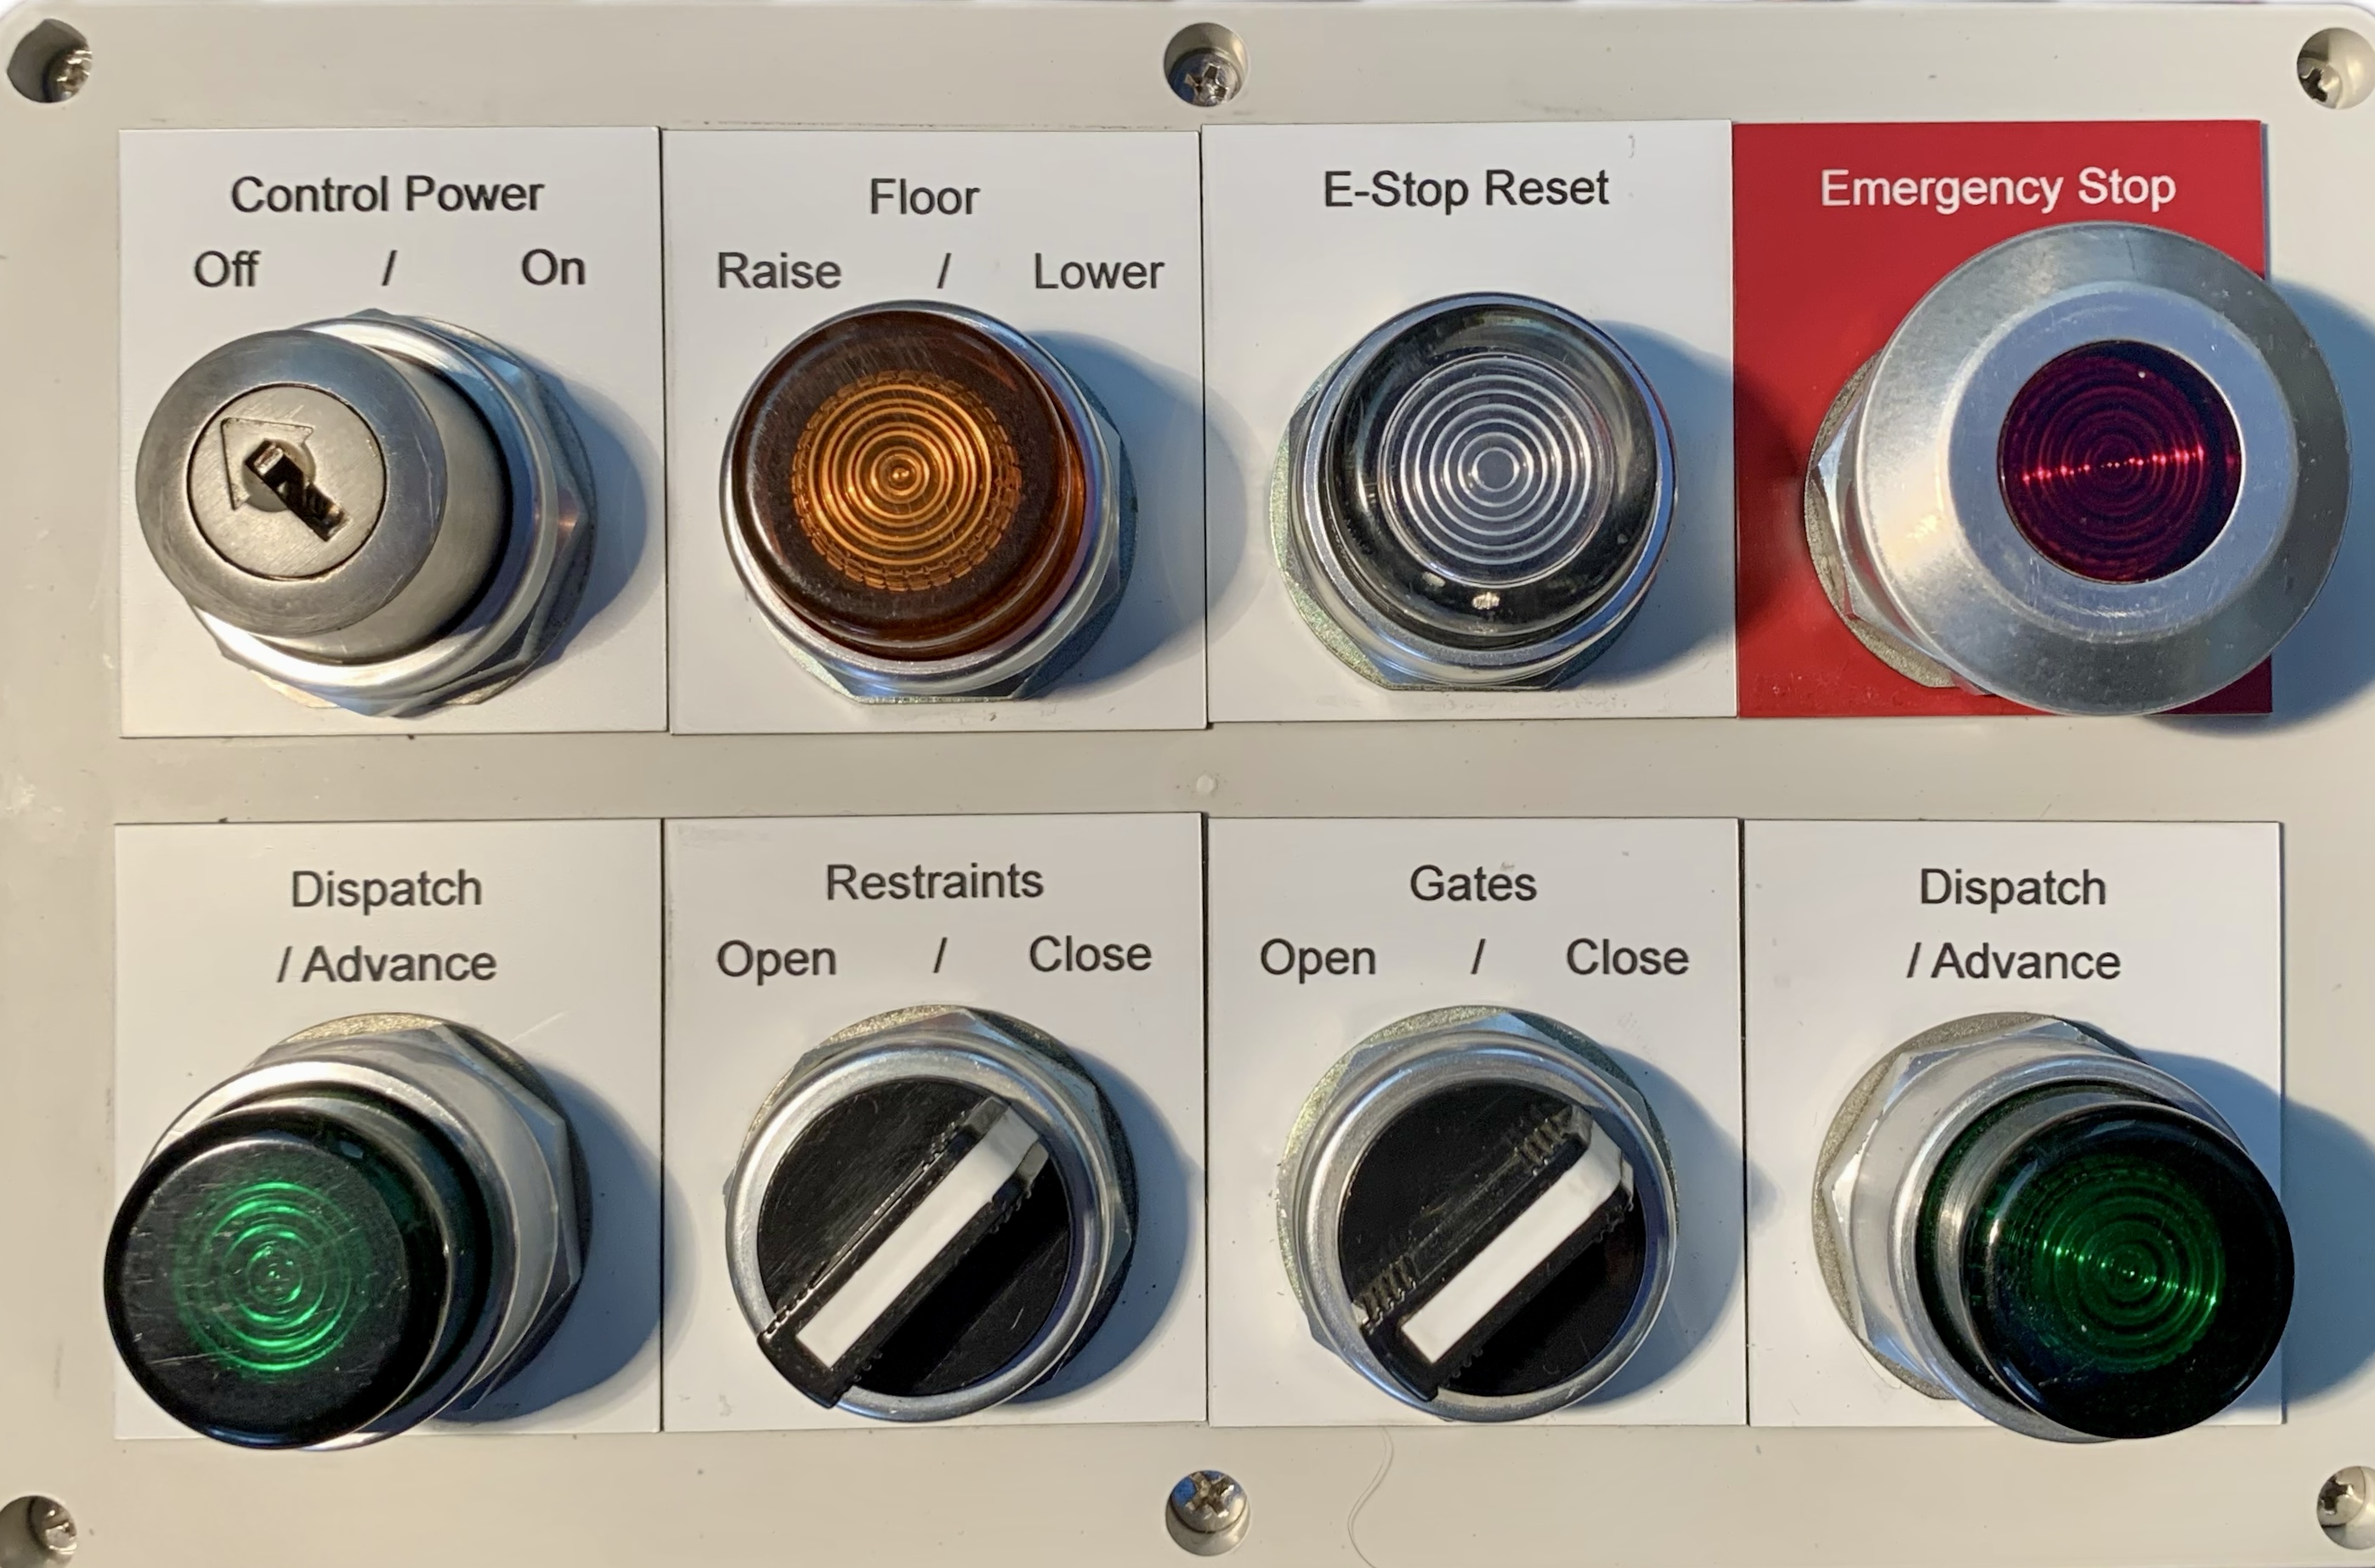 Control Power
Off / On
Floor
Raise / Lower
E-Stop Reset
Emergency Stop
Dispatch
/ Advance
Restraints
Open / Close
Gates
Open / Close
Dispatch
/ Advance